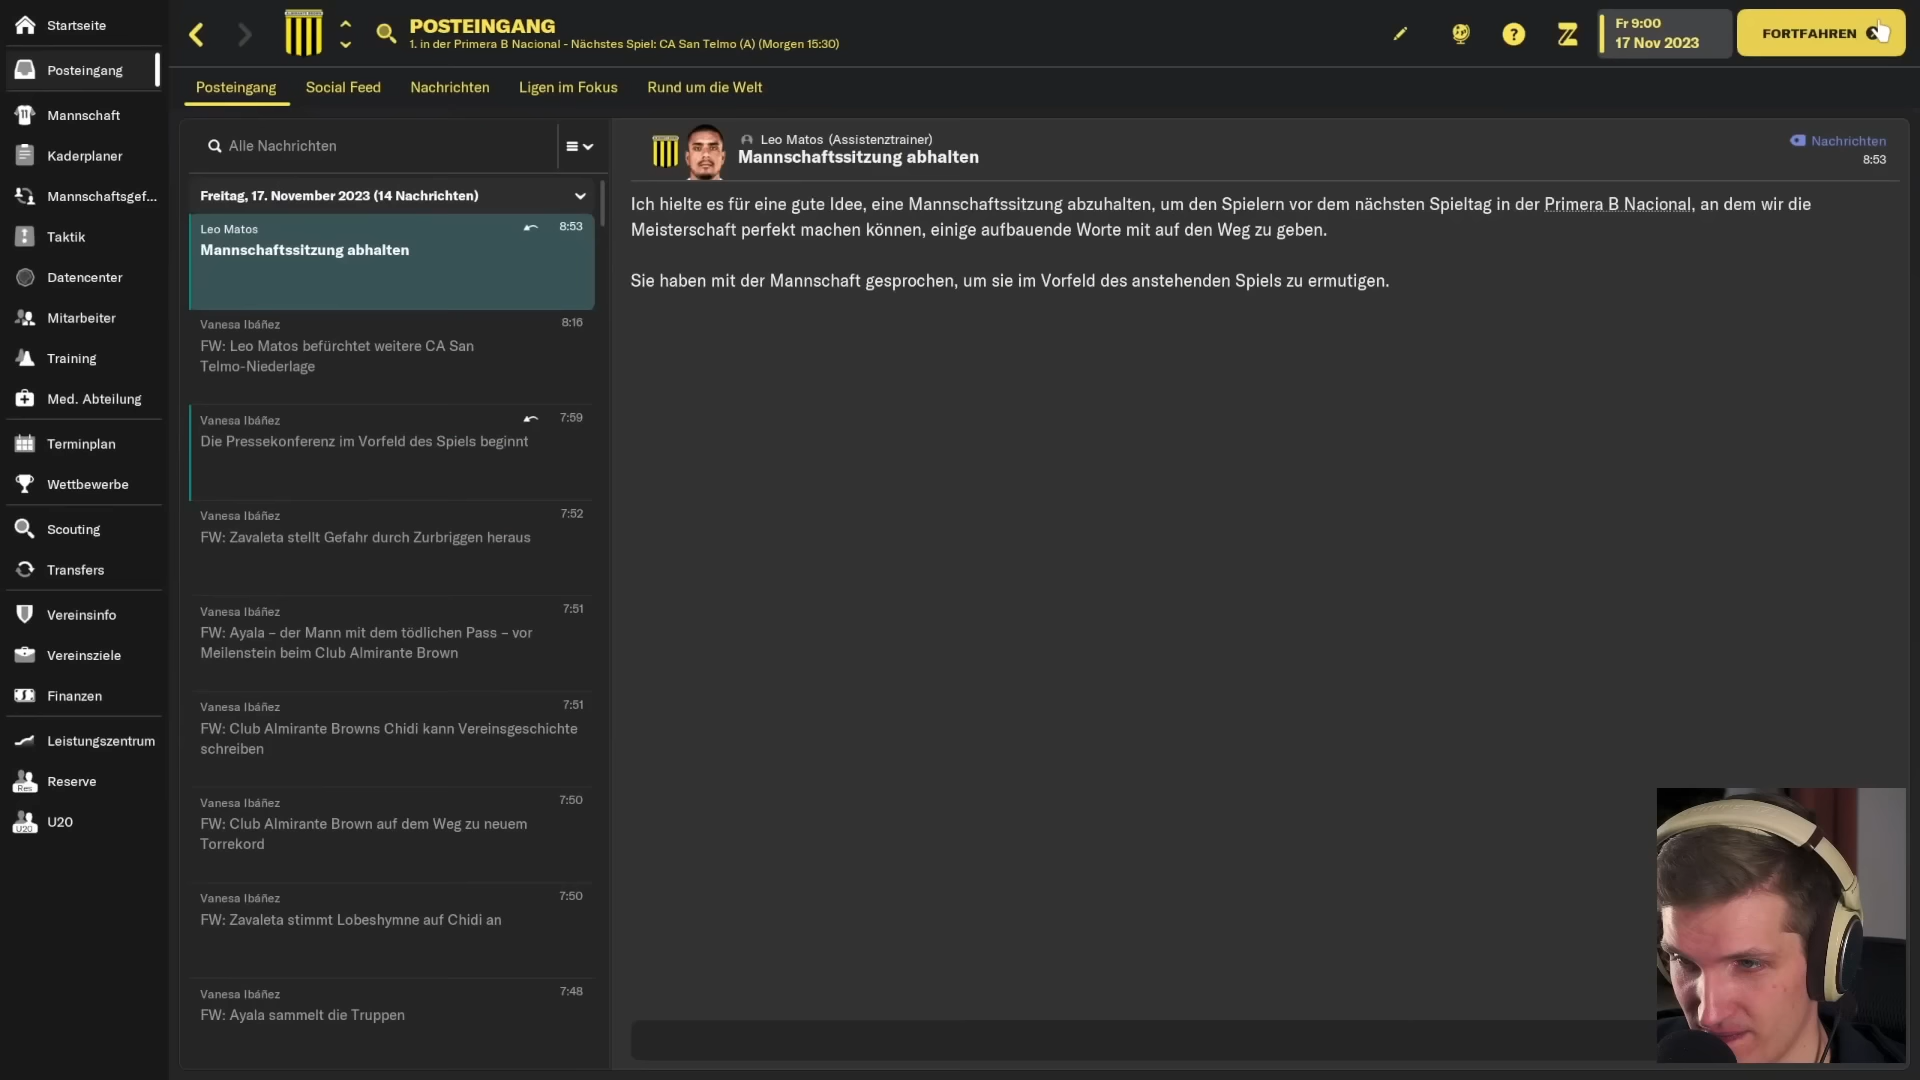 Startseite
Posteingang
Mannschaft
Kaderplaner
Mannschaftsgef...
Taktik
Datencenter
Mitarbeiter
Training
Med. Abteilung
Terminplan
Wettbewerbe
Scouting
Transfers
Vereinsinfo
Vereinsziele
Finanzen
Leistungszentrum
Res
Reserve
U20
U20
POSTEINGANG
1. in der Primera B Nacional - Nächstes Spiel: CA San Telmo (A) (Morgen 15:30)
Fr 9:00
17 Nov 2023
FORTFAHREN
Posteingang
Social Feed
Nachrichten
Ligen im Fokus
Rund um die Welt
Alle Nachrichten
Freitag, 17. November 2023 (14 Nachrichten)
Leo Matos
8:53
Mannschaftssitzung abhalten
Vanesa Ibáñez
8:16
FW: Leo Matos befürchtet weitere CA San
Telmo-Niederlage
Vanesa Ibáñez
7:59
Die Pressekonferenz im Vorfeld des Spiels beginnt
Vanesa Ibáñez
7:52
FW: Zavaleta stellt Gefahr durch Zurbriggen heraus
Vanesa Ibáñez
7:51
FW: Ayala – der Mann mit dem tödlichen Pass – vor
Meilenstein beim Club Almirante Brown
Vanesa Ibáñez
7:51
FW: Club Almirante Browns Chidi kann Vereinsgeschichte
schreiben
Vanesa Ibáñez
7:50
FW: Club Almirante Brown auf dem Weg zu neuem
Torrekord
Vanesa Ibáñez
7:50
FW: Zavaleta stimmt Lobeshymne auf Chidi an
Vanesa Ibáñez
7:48
FW: Ayala sammelt die Truppen
Leo Matos (Assistenztrainer)
Mannschaftssitzung abhalten
Nachrichten
8:53
Ich hielte es für eine gute Idee, eine Mannschaftssitzung abzuhalten, um den Spielern vor dem nächsten Spieltag in der Primera B Nacional, an dem wir die
Meisterschaft perfekt machen können, einige aufbauende Worte mit auf den Weg zu geben.
Sie haben mit der Mannschaft gesprochen, um sie im Vorfeld des anstehenden Spiels zu ermutigen.